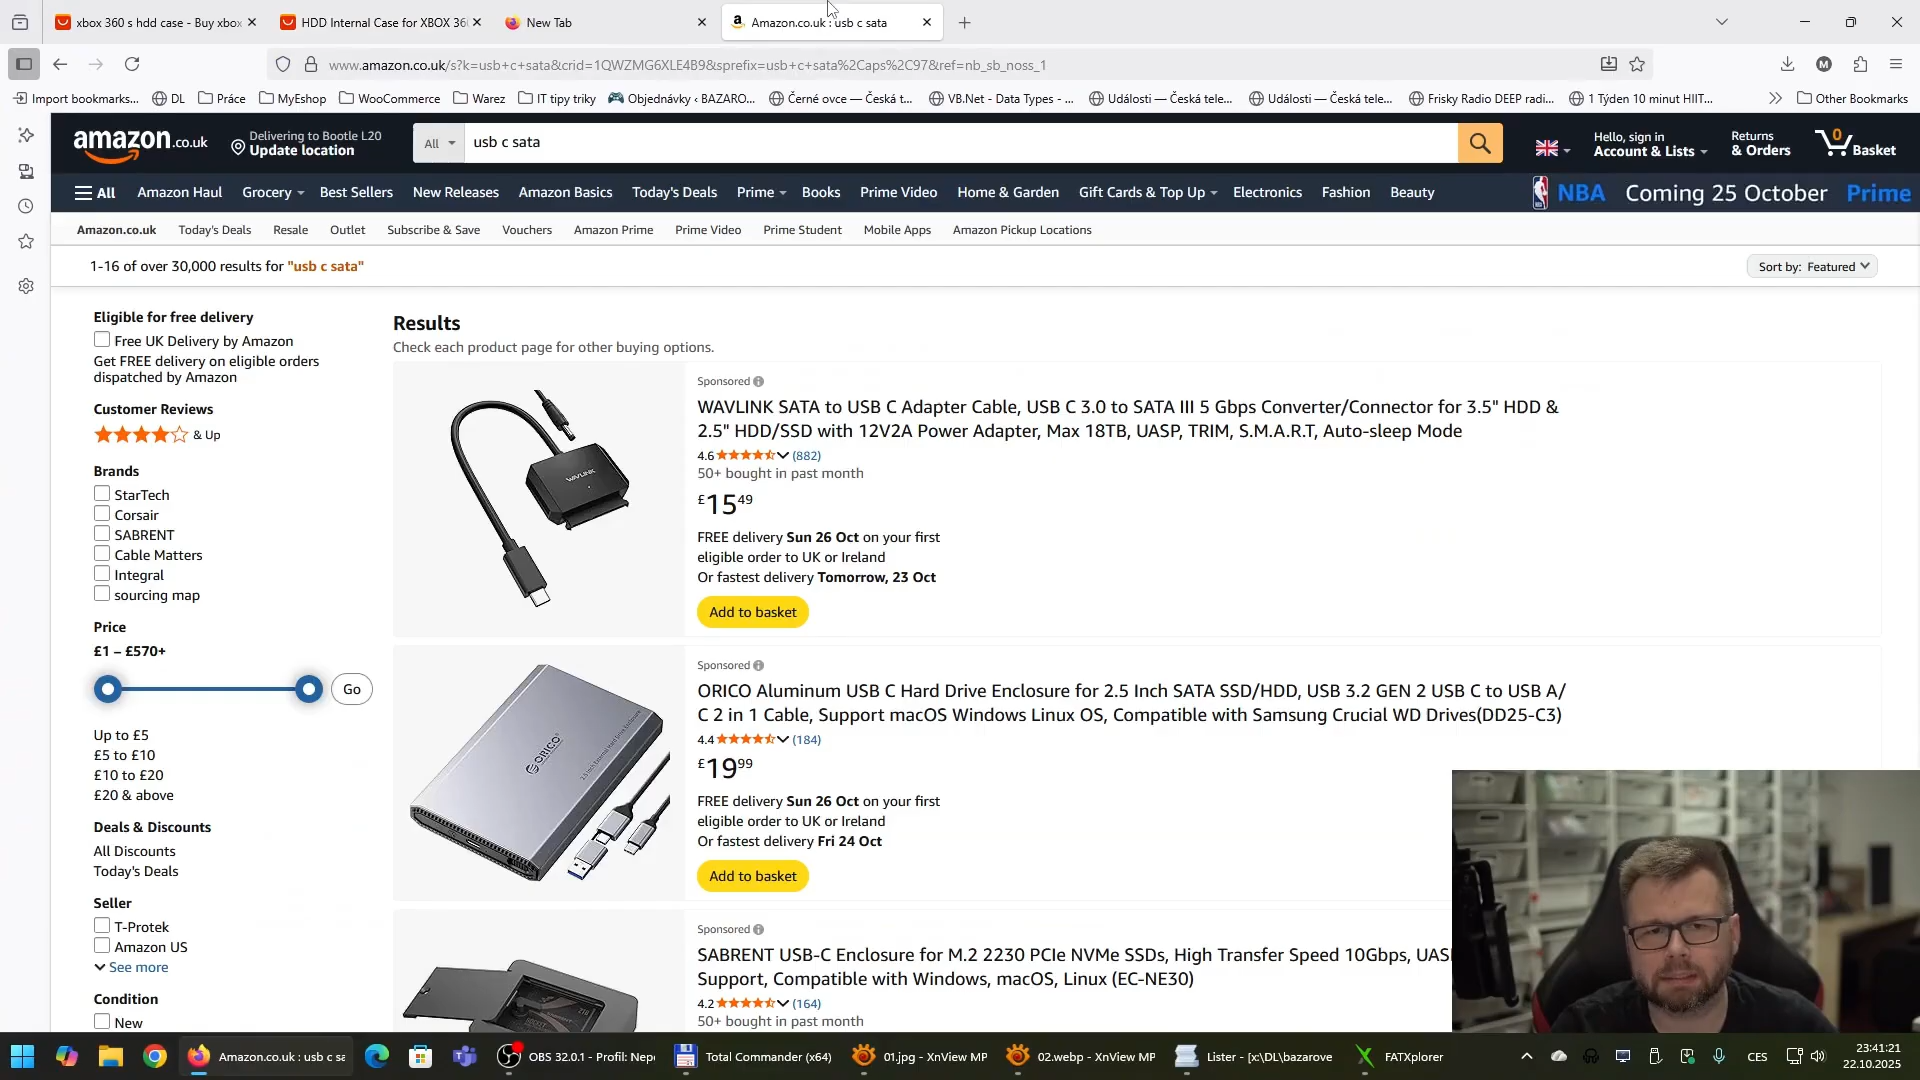 xbox 360 s hdd case - Buy xbox
HDD Internal Case for XBOX 36
New Tab
Amazon.co.uk : usb c sata
www.amazon.co.uk/s?k=usb+c+sata&crid=1QWZMG6XLE4B9&sprefix=usb+c+sata%2Caps%2C97&ref=nb_sb_noss_1
Import bookmarks...
DL
Práce
MyEshop
WooCommerce
Warez
IT tipy triky
Objednávky ‹ BAZARO...
Černé ovce — Česká t...
VB.Net - Data Types - ...
Události — Česká tele...
Události — Česká tele...
Frisky Radio DEEP radi...
1 Týden 10 minut HIIT...
Other Bookmarks
amazon.co.uk
Delivering to Bootle L20
Update location
All
usb c sata
Hello, sign in
Account & Lists
Returns
& Orders
0
Basket
All
Amazon Haul
Grocery
Best Sellers
New Releases
Amazon Basics
Today's Deals
Prime
Books
Prime Video
Home & Garden
Gift Cards & Top Up
Electronics
Fashion
Beauty
NBA Coming 25 October Prime
Amazon.co.uk
Today's Deals
Resale
Outlet
Subscribe & Save
Vouchers
Amazon Prime
Prime Video
Prime Student
Mobile Apps
Amazon Pickup Locations
1-16 of over 30,000 results for "usb c sata"
Sort by: Featured
Eligible for free delivery
Free UK Delivery by Amazon
Get FREE delivery on eligible orders
dispatched by Amazon
Customer Reviews
& Up
Brands
StarTech
Corsair
SABRENT
Cable Matters
Integral
sourcing map
Price
£1 – £570+
Go
Up to £5
£5 to £10
£10 to £20
£20 & above
Deals & Discounts
All Discounts
Today's Deals
Seller
T-Protek
Amazon US
See more
Condition
New
Results
Check each product page for other buying options.
Sponsored
WAVLINK SATA to USB C Adapter Cable, USB C 3.0 to SATA III 5 Gbps Converter/Connector for 3.5" HDD &
2.5" HDD/SSD with 12V2A Power Adapter, Max 18TB, UASP, TRIM, S.M.A.R.T, Auto-sleep Mode
4.6 (882)
50+ bought in past month
£15 49
FREE delivery Sun 26 Oct on your first
eligible order to UK or Ireland
Or fastest delivery Tomorrow, 23 Oct
Add to basket
WAVLINK
Sponsored
ORICO Aluminum USB C Hard Drive Enclosure for 2.5 Inch SATA SSD/HDD, USB 3.2 GEN 2 USB C to USB A/
C 2 in 1 Cable, Support macOS Windows Linux OS, Compatible with Samsung Crucial WD Drives(DD25-C3)
4.4 (184)
£19 99
FREE delivery Sun 26 Oct on your first
eligible order to UK or Ireland
Or fastest delivery Fri 24 Oct
Add to basket
ORICO
Sponsored
SABRENT USB-C Enclosure for M.2 2230 PCIe NVMe SSDs, High Transfer Speed 10Gbps, UAS
Support, Compatible with Windows, macOS, Linux (EC-NE30)
4.2 (164)
50+ bought in past month
Amazon.co.uk : usb c sa
OBS 32.0.1 - Profil: Nep
Total Commander (x64)
01.jpg - XnView MP
02.webp - XnView MP
Lister - [x:\DL\bazarove
FATXplorer
CES
23:41:21
22.10.2025